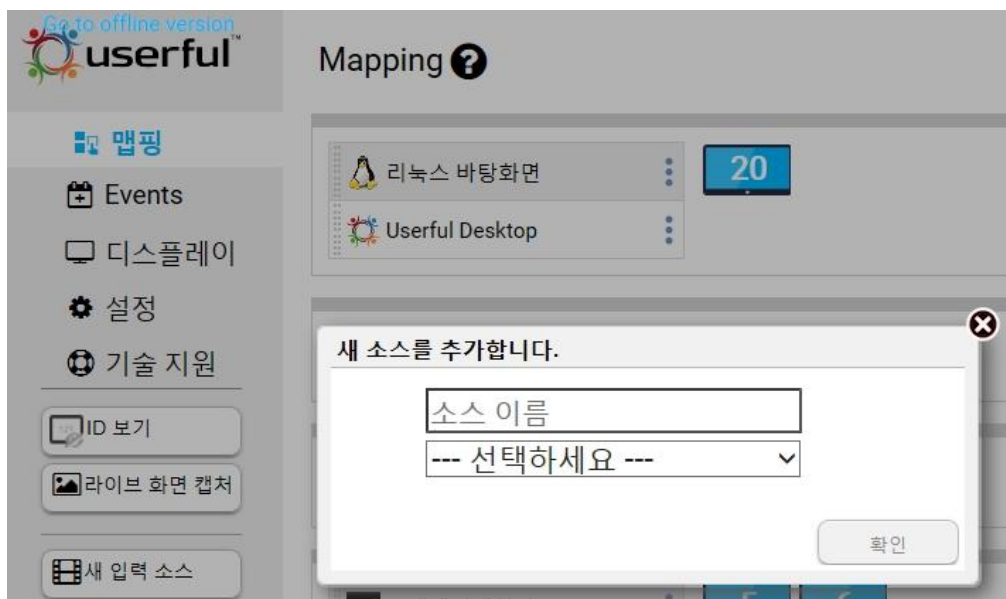 Go to offline version
userful™
맵핑
Events
디스플레이
설정
기술 지원
ID 보기
라이브 화면 캡처
새 입력 소스
Mapping ?
리눅스 바탕화면
20
Userful Desktop
새 소스를 추가합니다.
소스 이름
--- 선택하세요 ---
확인
5 6